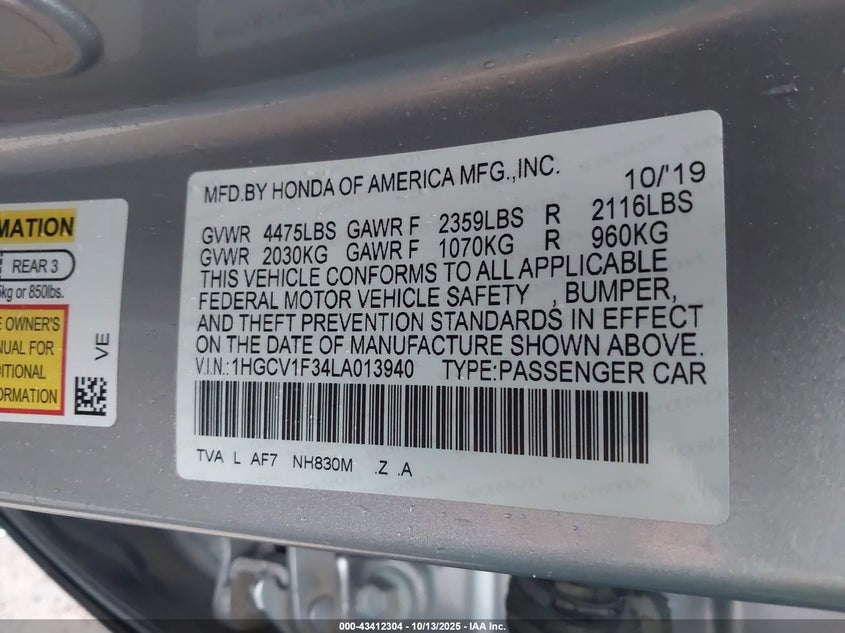 MFD.BY HONDA OF AMERICA MFG.,INC. 10/'19
GVWR 4475LBS GAWR F 2359LBS R 2116LBS
GVWR 2030KG GAWR F 1070KG R 960KG
THIS VEHICLE CONFORMS TO ALL APPLICABLE
FEDERAL MOTOR VEHICLE SAFETY , BUMPER,
AND THEFT PREVENTION STANDARDS IN EFFECT
ON THE DATE OF MANUFACTURE SHOWN ABOVE.
V.I.N.:1HGCV1F34LA013940 TYPE:PASSENGER CAR
TVA L AF7 NH830M .Z .A
MATION
REAR 3
5kg or 850lbs.
E OWNER'S
NUAL FOR
DITIONAL
FORMATION
VE
000-43412304 | 10/13/2025 | IAA, Inc.